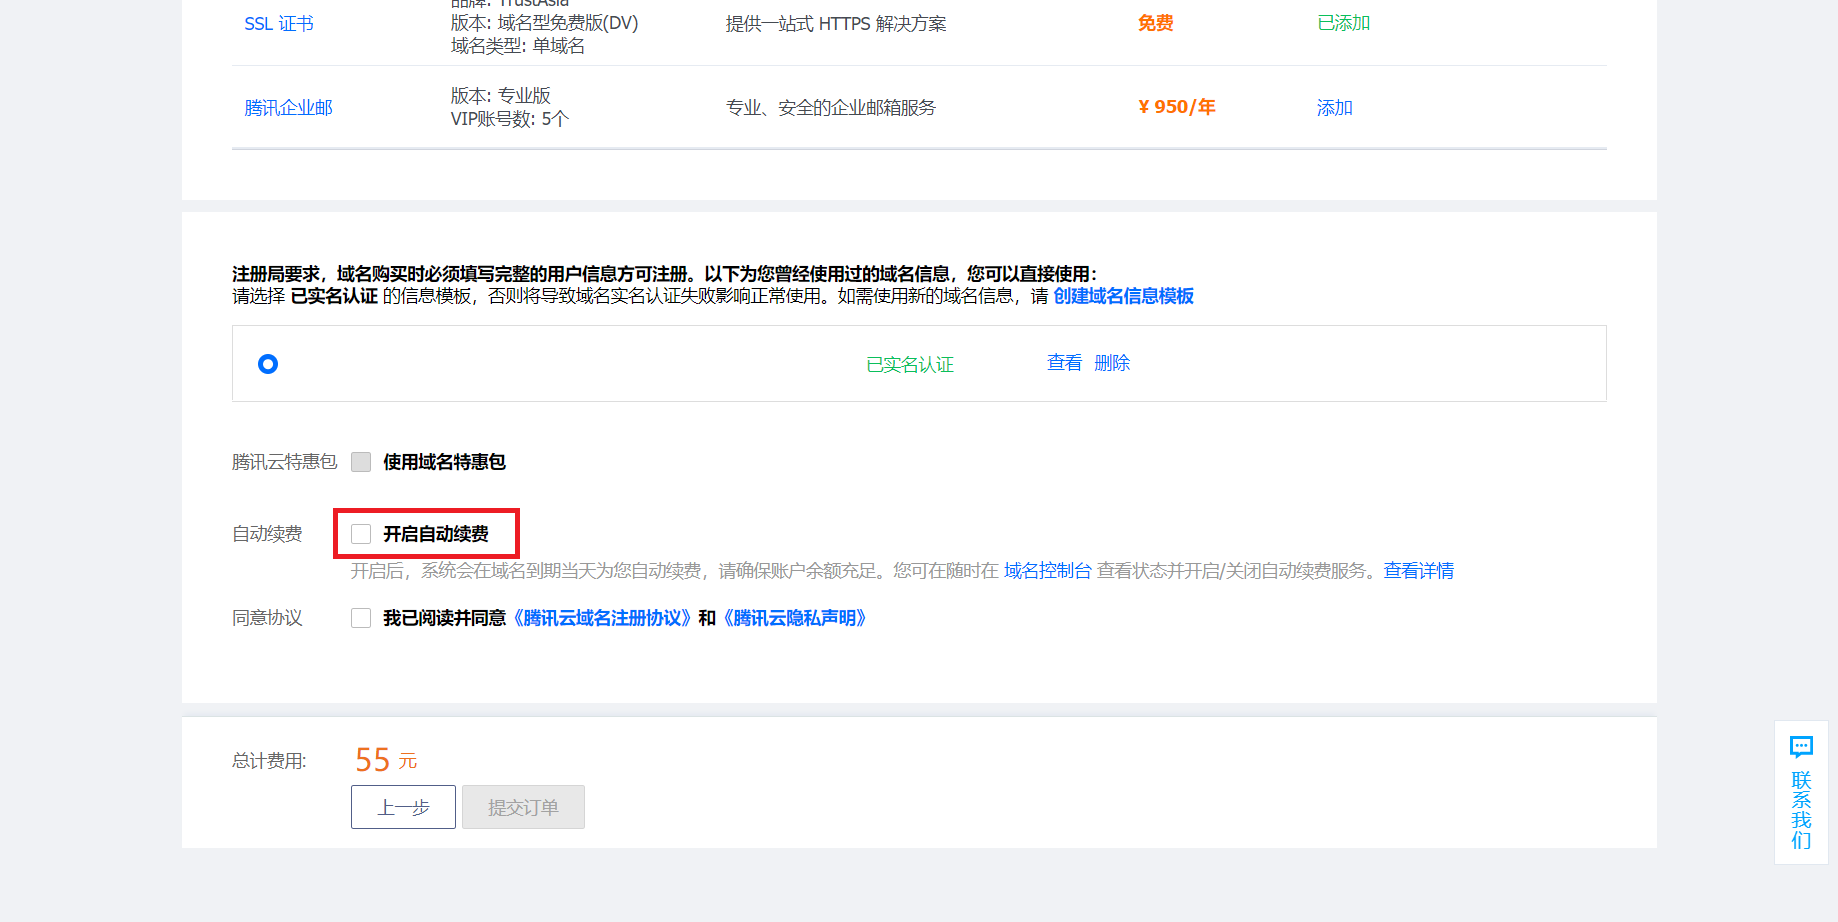 品牌: TrustAsia
SSL 证书 版本: 域名型免费版(DV) 提供一站式 HTTPS 解决方案 免费 已添加
域名类型: 单域名
版本: 专业版
腾讯企业邮 专业、安全的企业邮箱服务 ¥ 950/年 添加
VIP账号数: 5个
注册局要求，域名购买时必须填写完整的用户信息方可注册。以下为您曾经使用过的域名信息，您可以直接使用：
请选择 已实名认证 的信息模板，否则将导致域名实名认证失败影响正常使用。如需使用新的域名信息，请 创建域名信息模板
已实名认证 查看 删除
腾讯云特惠包 使用域名特惠包
自动续费 开启自动续费
开启后，系统会在域名到期当天为您自动续费，请确保账户余额充足。您可在随时在 域名控制台 查看状态并开启/关闭自动续费服务。查看详情
同意协议 我已阅读并同意《腾讯云域名注册协议》和《腾讯云隐私声明》
总计费用: 55 元
上一步 提交订单
联系我们